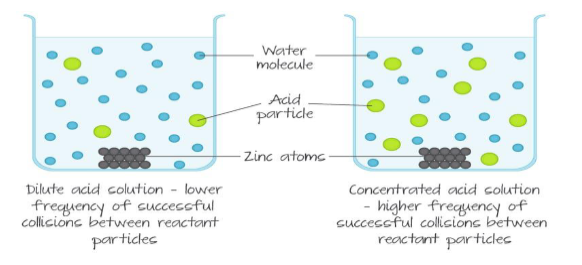 Water
molecule
Acid
particle
Zinc atoms
Dilute acid solution – lower
frequency of successful
collisions between reactant
particles
Concentrated acid solution
– higher frequency of
successful collisions between
reactant particles